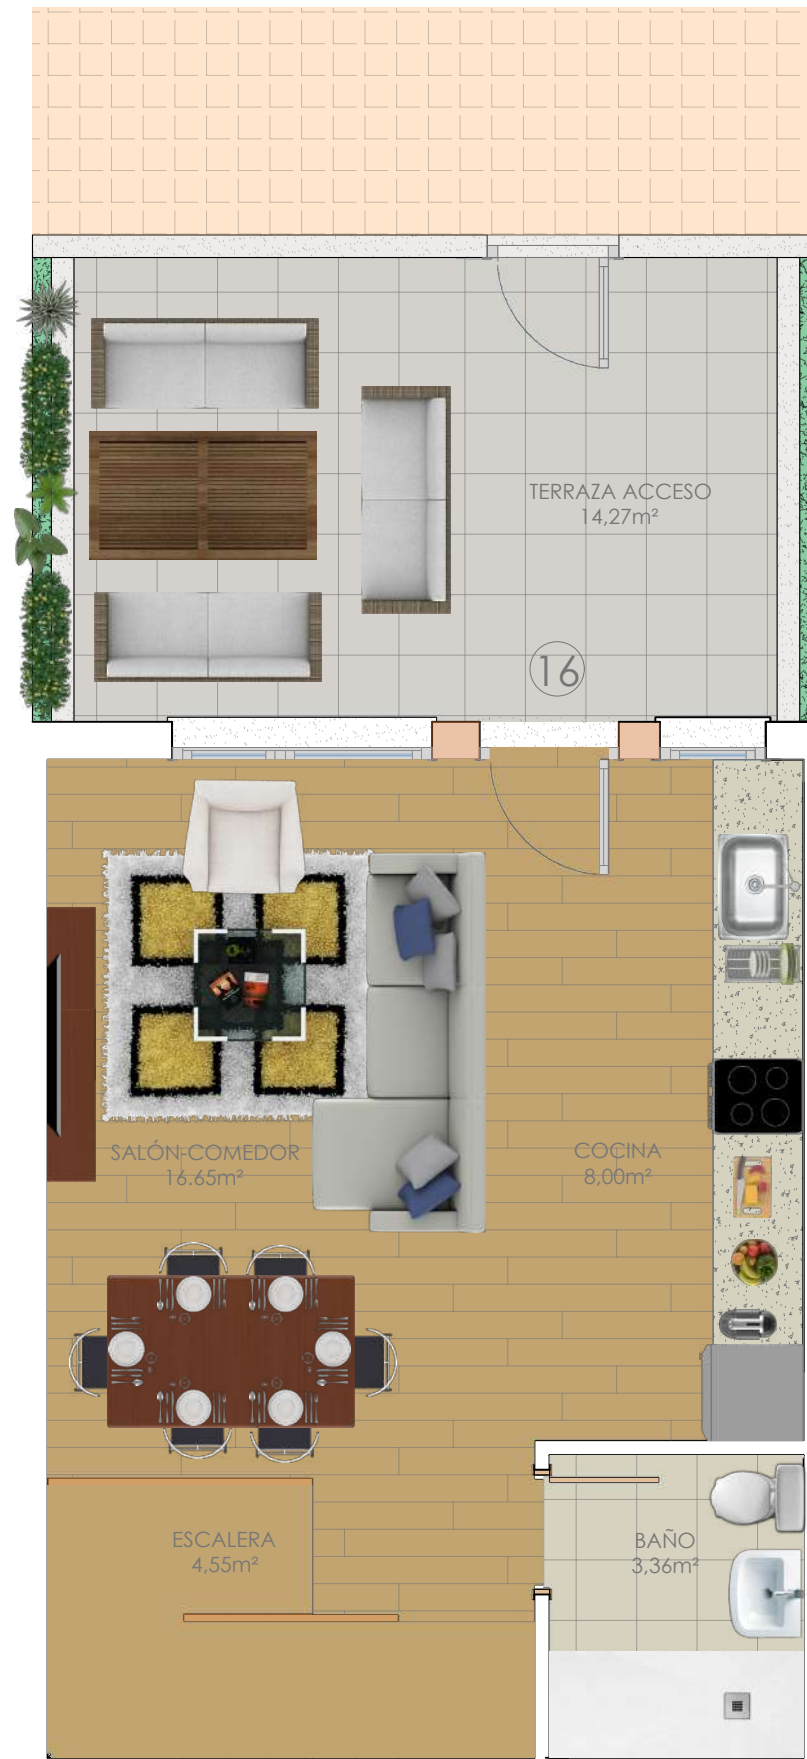 TERRAZA ACCESO
14,27m²
16
SALÓN-COMEDOR
16.65m²
COCINA
8,00m²
ESCALERA
4,55m²
BAÑO
3,36m²